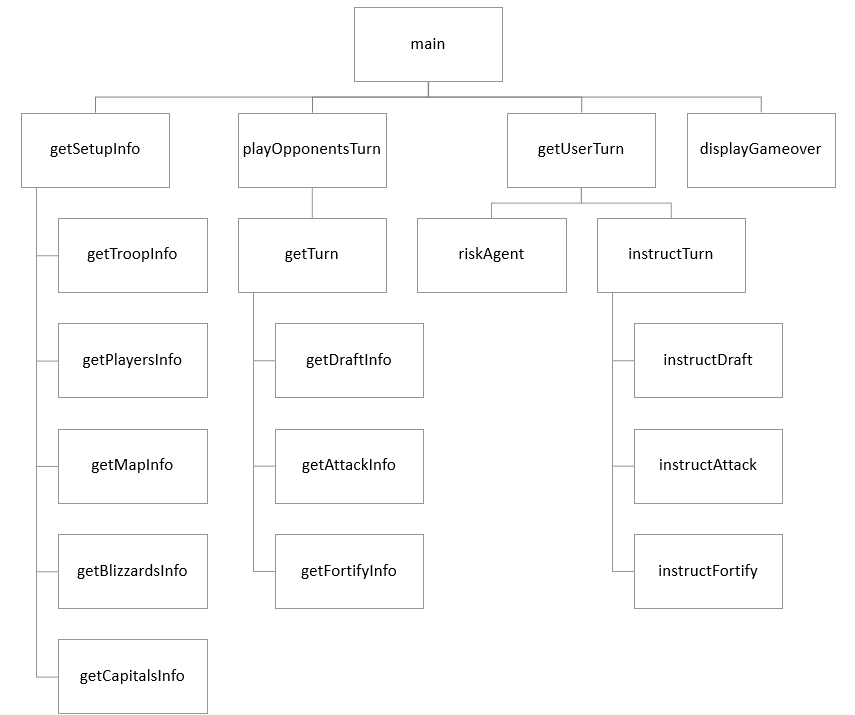 main
getSetupInfo
playOpponentsTurn
getUserTurn
displayGameover
getTroopInfo
getTurn
riskAgent
instructTurn
getPlayersInfo
getDraftInfo
instructDraft
getMapInfo
getAttackInfo
instructAttack
getBlizzardsInfo
getFortifyInfo
instructFortify
getCapitalsInfo